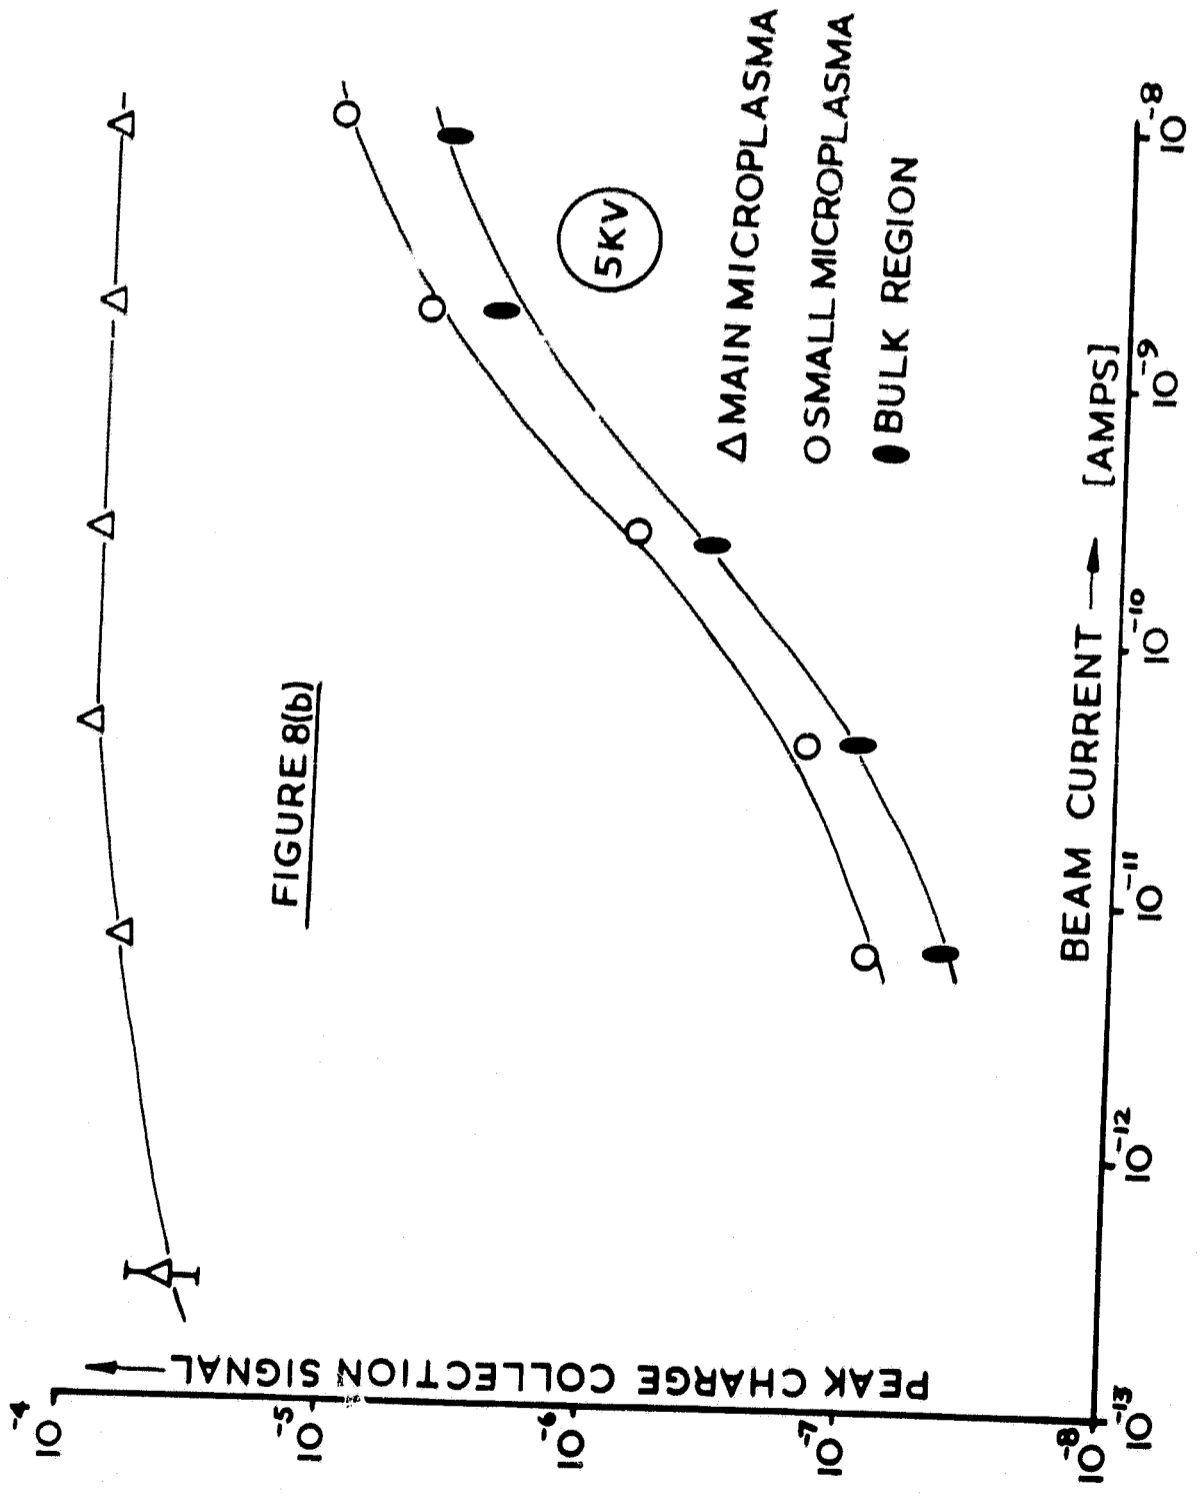 FIGURE 8(b)
5KV
△ MAIN MICROPLASMA
O SMALL MICROPLASMA
⬮ BULK REGION
PEAK CHARGE COLLECTION SIGNAL →
10⁻⁴
10⁻⁵
10⁻⁶
10⁻⁷
10⁻⁸
10⁻¹³
10⁻¹²
10⁻¹¹
10⁻¹⁰
10⁻⁹
10⁻⁸
BEAM CURRENT → [AMPS]